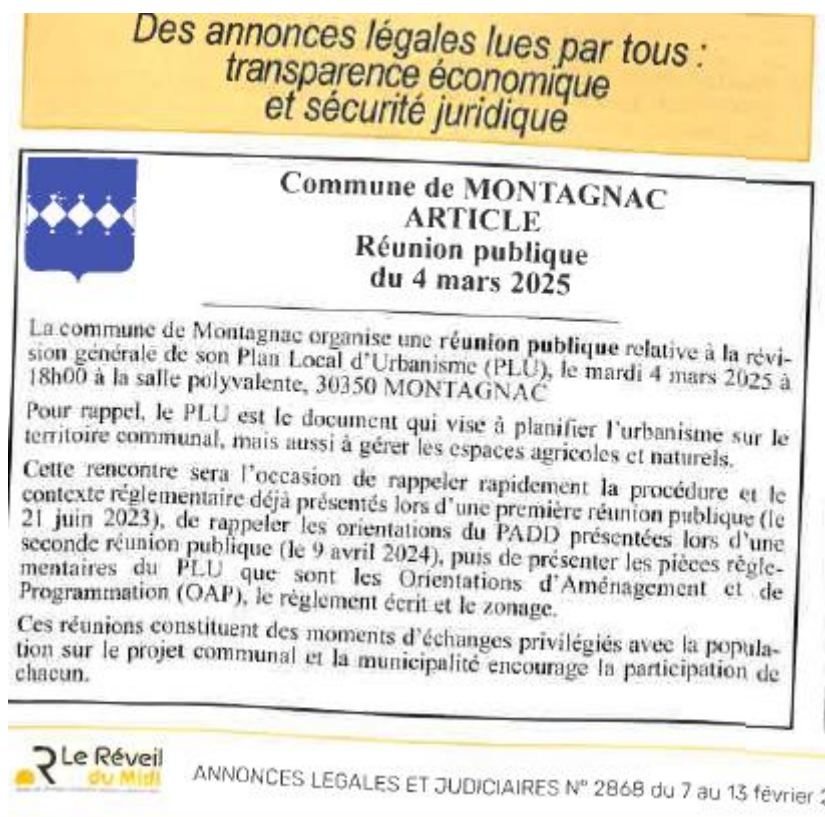 Des annonces légales lues par tous :
transparence économique
et sécurité juridique
Commune de MONTAGNAC
ARTICLE
Réunion publique
du 4 mars 2025
La commune de Montagnac organise une réunion publique relative à la révi-
sion générale de son Plan Local d'Urbanisme (PLU), le mardi 4 mars 2025 à
18h00 à la salle polyvalente, 30350 MONTAGNAC
Pour rappel, le PLU est le document qui vise à planifier l'urbanisme sur le
territoire communal, mais aussi à gérer les espaces agricoles et naturels.
Cette rencontre sera l'occasion de rappeler rapidement la procédure et le
contexte réglementaire déjà présentés lors d'une première réunion publique (le
21 juin 2023), de rappeler les orientations du PADD présentées lors d'une
seconde réunion publique (le 9 avril 2024), puis de présenter les pièces régle-
mentaires du PLU que sont les Orientations d'Aménagement et de
Programmation (OAP), le règlement écrit et le zonage.
Ces réunions constituent des moments d'échanges privilégiés avec la popula-
tion sur le projet communal et la municipalité encourage la participation de
chacun.
Le Réveil
du Midi
ANNONCES LEGALES ET JUDICIAIRES N° 2868 du 7 au 13 février